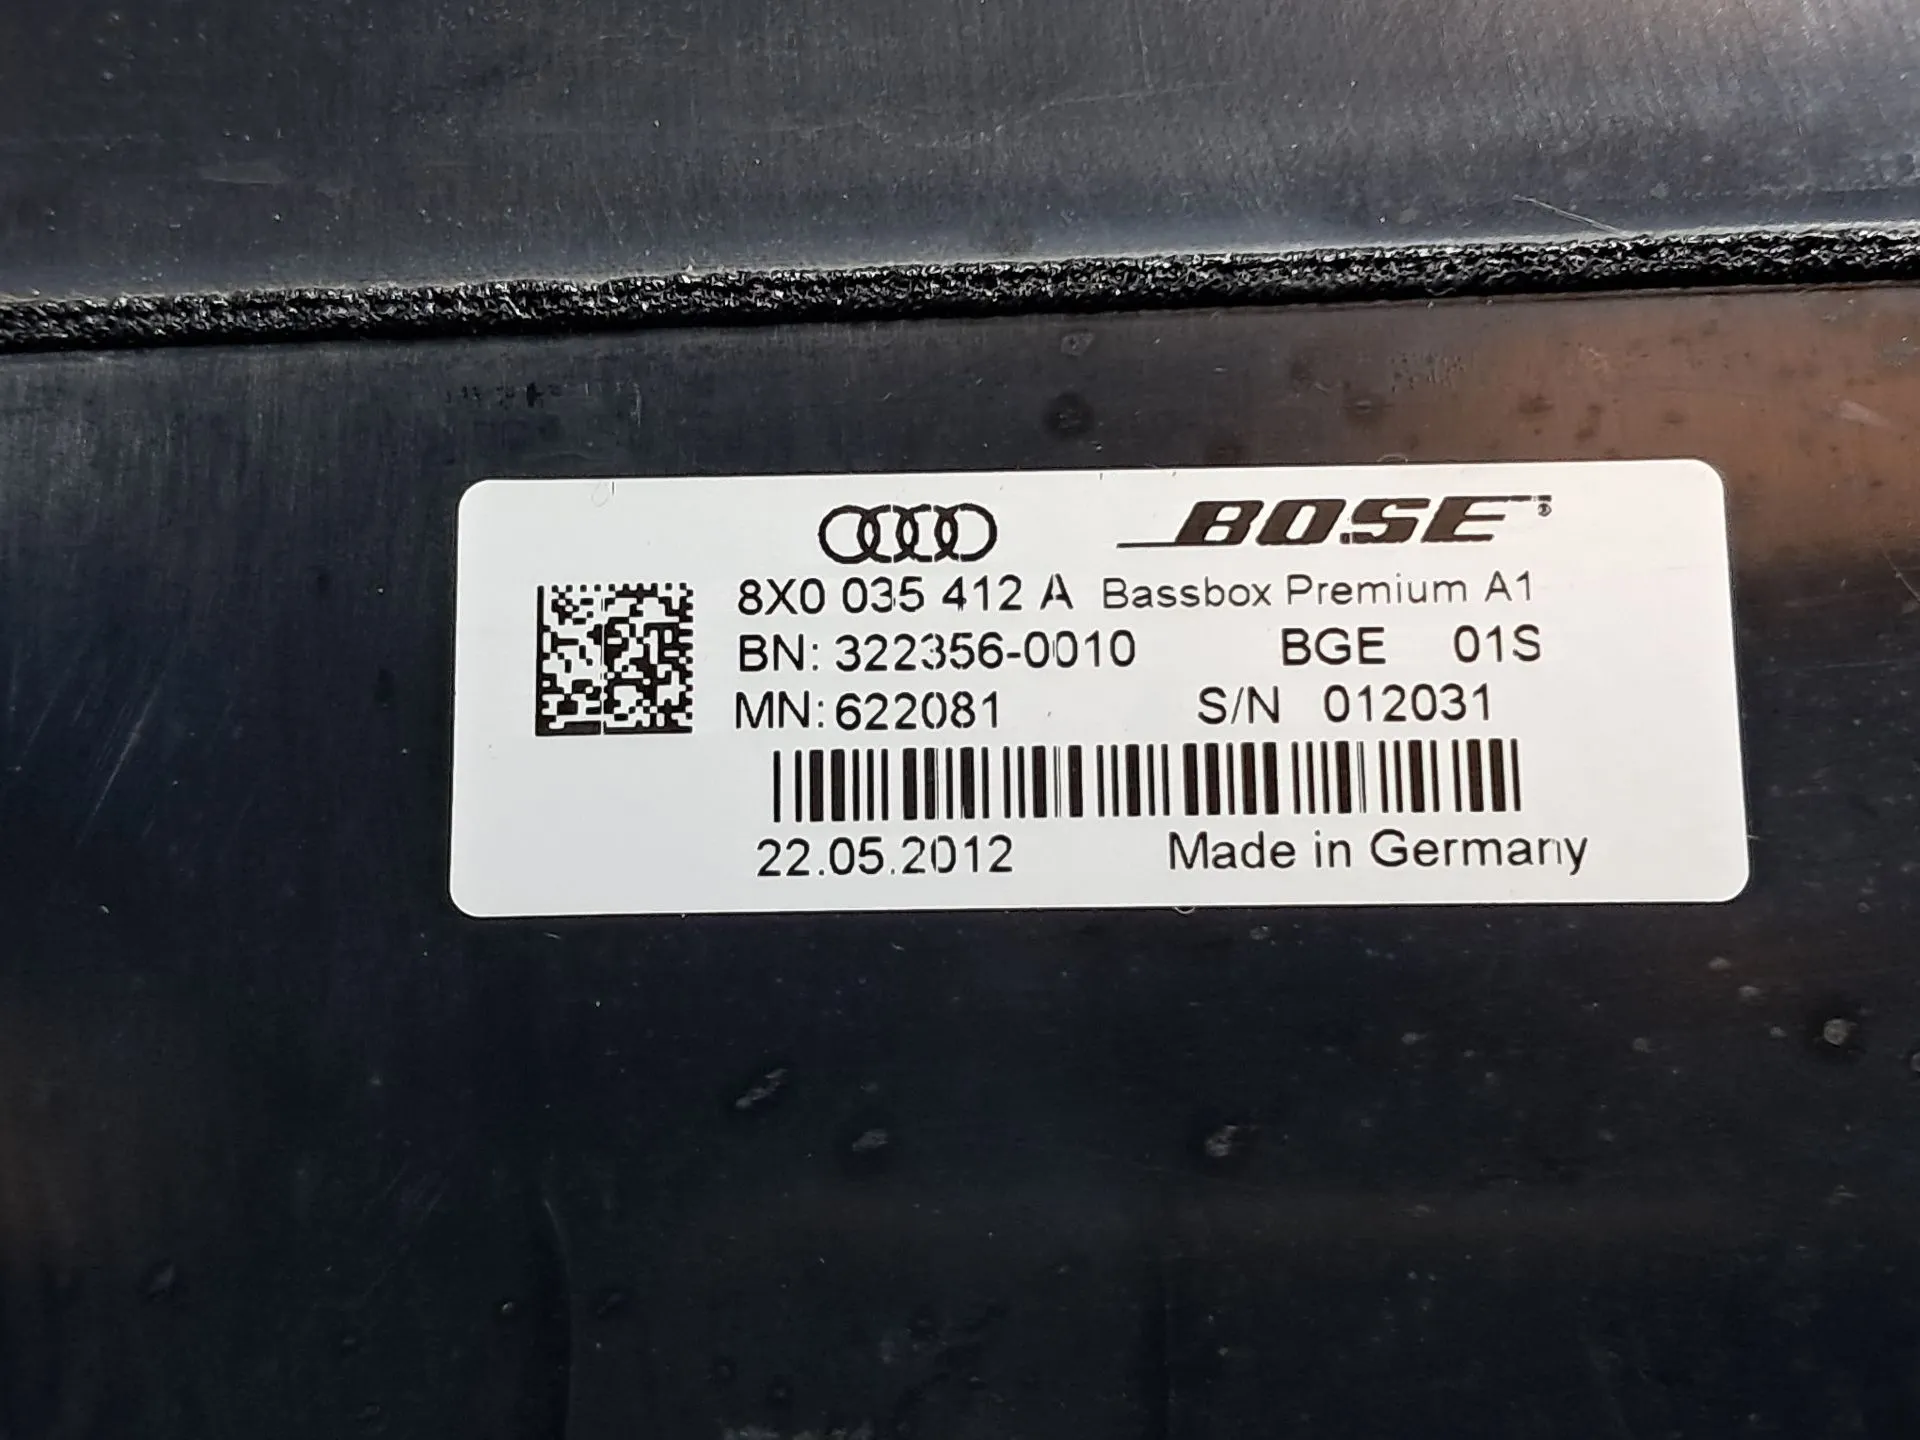 BOSE®
8X0 035 412 A Bassbox Premium A1
BN: 322356-0010 BGE 01S
MN: 622081 S/N 012031
22.05.2012 Made in Germany